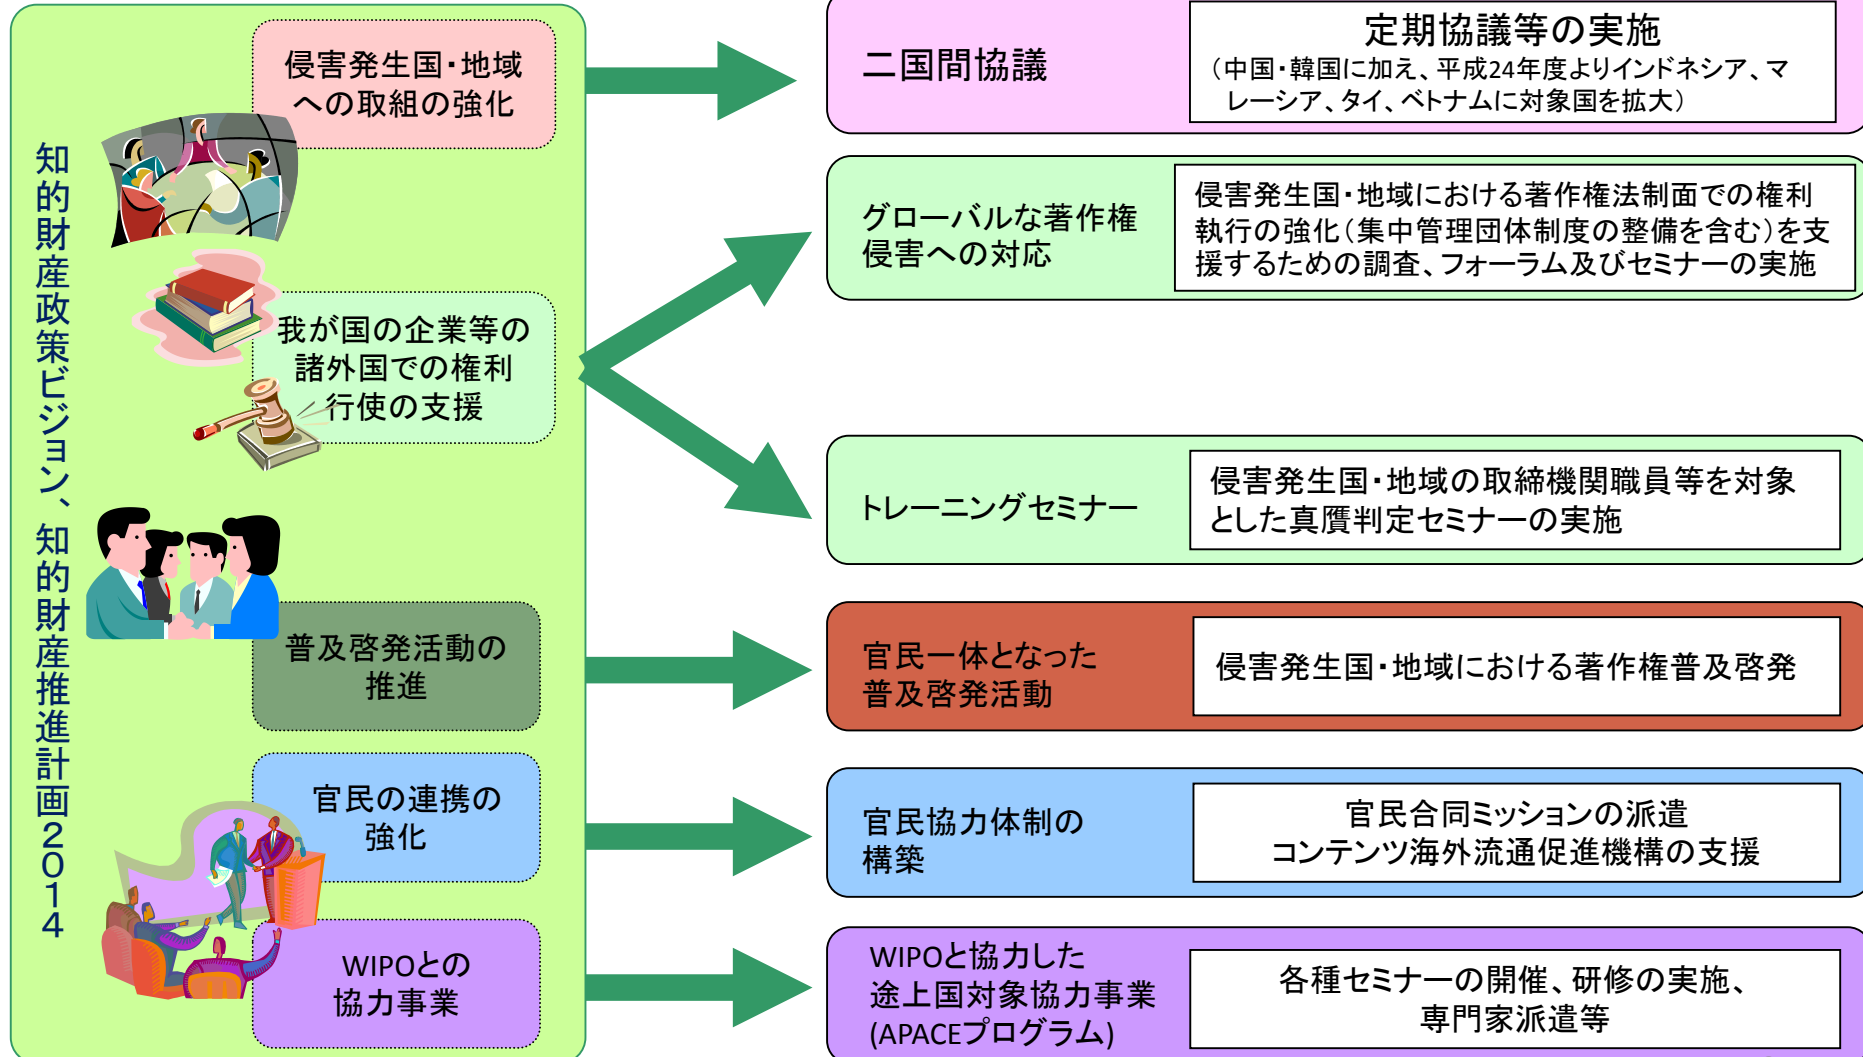 知的財産政策ビジョン、知的財産推進計画２０１４
侵害発生国・地域
への取組の強化
二国間協議
定期協議等の実施
（中国・韓国に加え、平成24年度よりインドネシア、マ
レーシア、タイ、ベトナムに対象国を拡大）
我が国の企業等の
諸外国での権利
行使の支援
グローバルな著作権
侵害への対応
侵害発生国・地域における著作権法制面での権利
執行の強化（集中管理団体制度の整備を含む）を支
援するための調査、フォーラム及びセミナーの実施
トレーニングセミナー
侵害発生国・地域の取締機関職員等を対象
とした真贋判定セミナーの実施
普及啓発活動の
推進
官民一体となった
普及啓発活動
侵害発生国・地域における著作権普及啓発
官民の連携の
強化
官民協力体制の
構築
官民合同ミッションの派遣
コンテンツ海外流通促進機構の支援
WIPOとの
協力事業
WIPOと協力した
途上国対象協力事業
(APACEプログラム)
各種セミナーの開催、研修の実施、
専門家派遣等